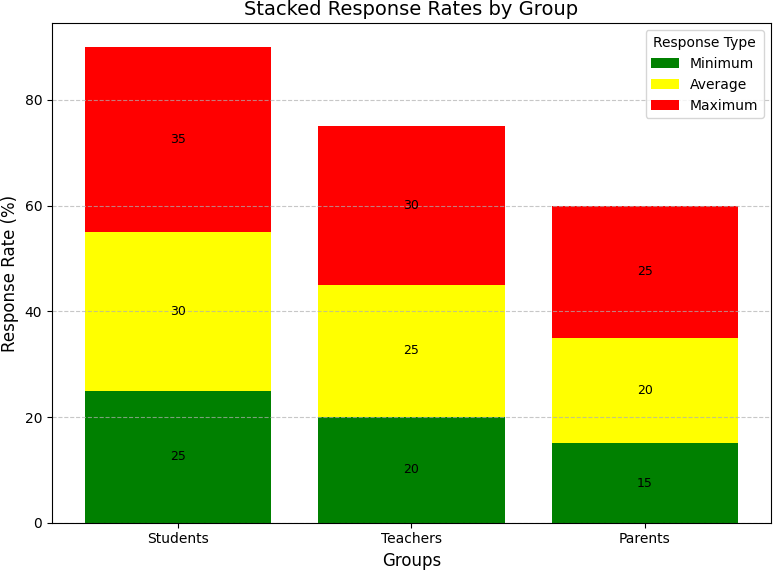 Stacked Response Rates by Group
Response Type
Minimum
Average
Maximum
Response Rate (%)
80
60
40
20
0
35
30
25
30
25
20
25
20
15
Students
Teachers
Parents
Groups